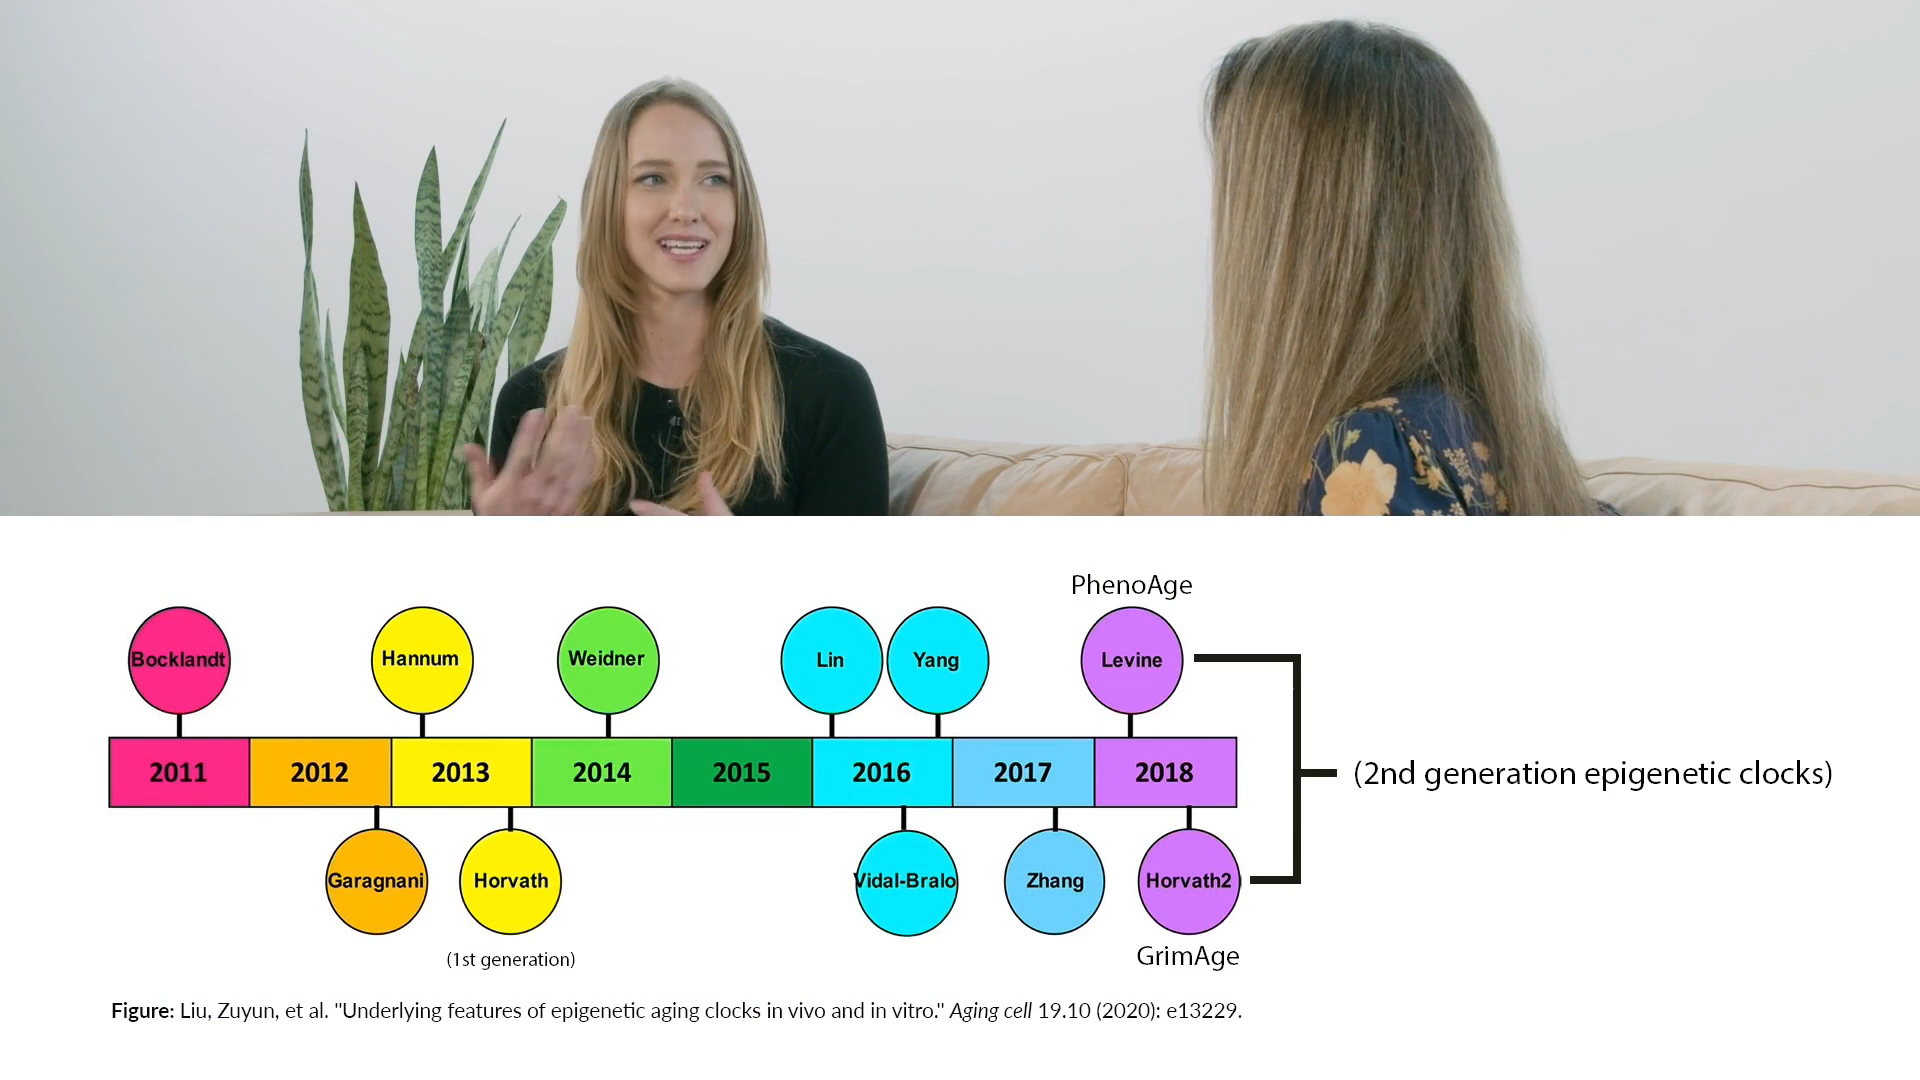 PhenoAge
Bocklandt
Hannum
Weidner
Lin
Yang
Levine
2011
2012
2013
2014
2015
2016
2017
2018
(2nd generation epigenetic clocks)
Garagnani
Horvath
Vidal-Bralo
Zhang
Horvath2
(1st generation)
GrimAge
Figure: Liu, Zuyun, et al. "Underlying features of epigenetic aging clocks in vivo and in vitro." Aging cell 19.10 (2020): e13229.